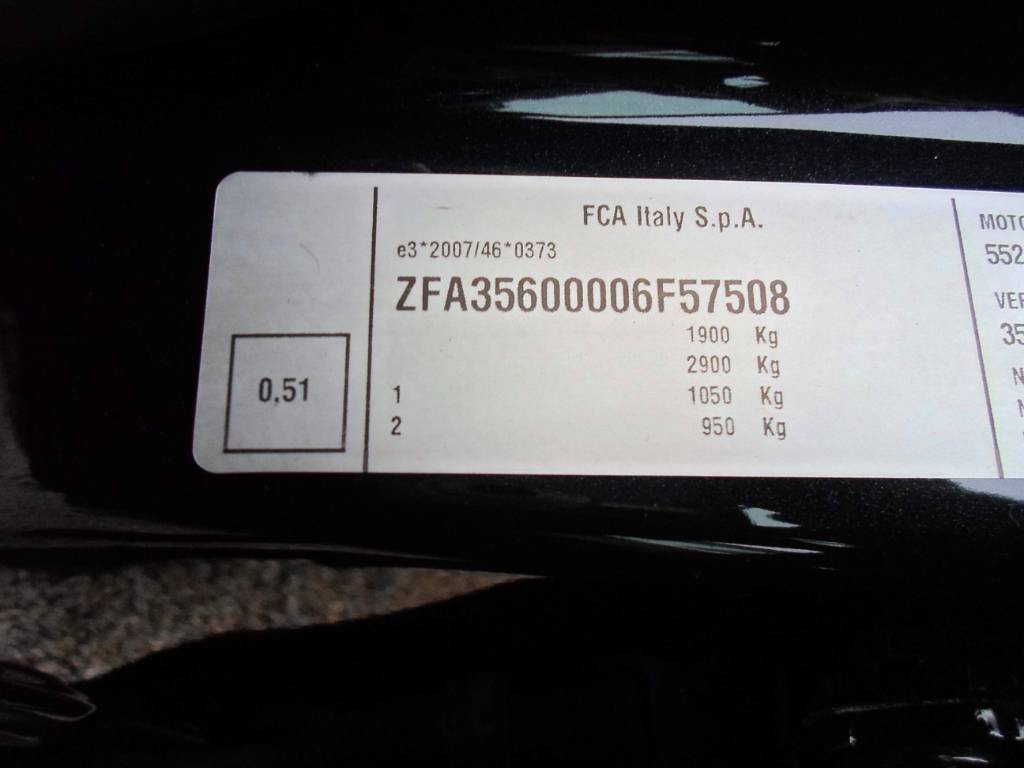 FCA Italy S.p.A.
e3*2007/46*0373
ZFA35600006F57508
1900 Kg
2900 Kg
1 1050 Kg
2 950 Kg
0,51
MOTO
552
VER
35
N